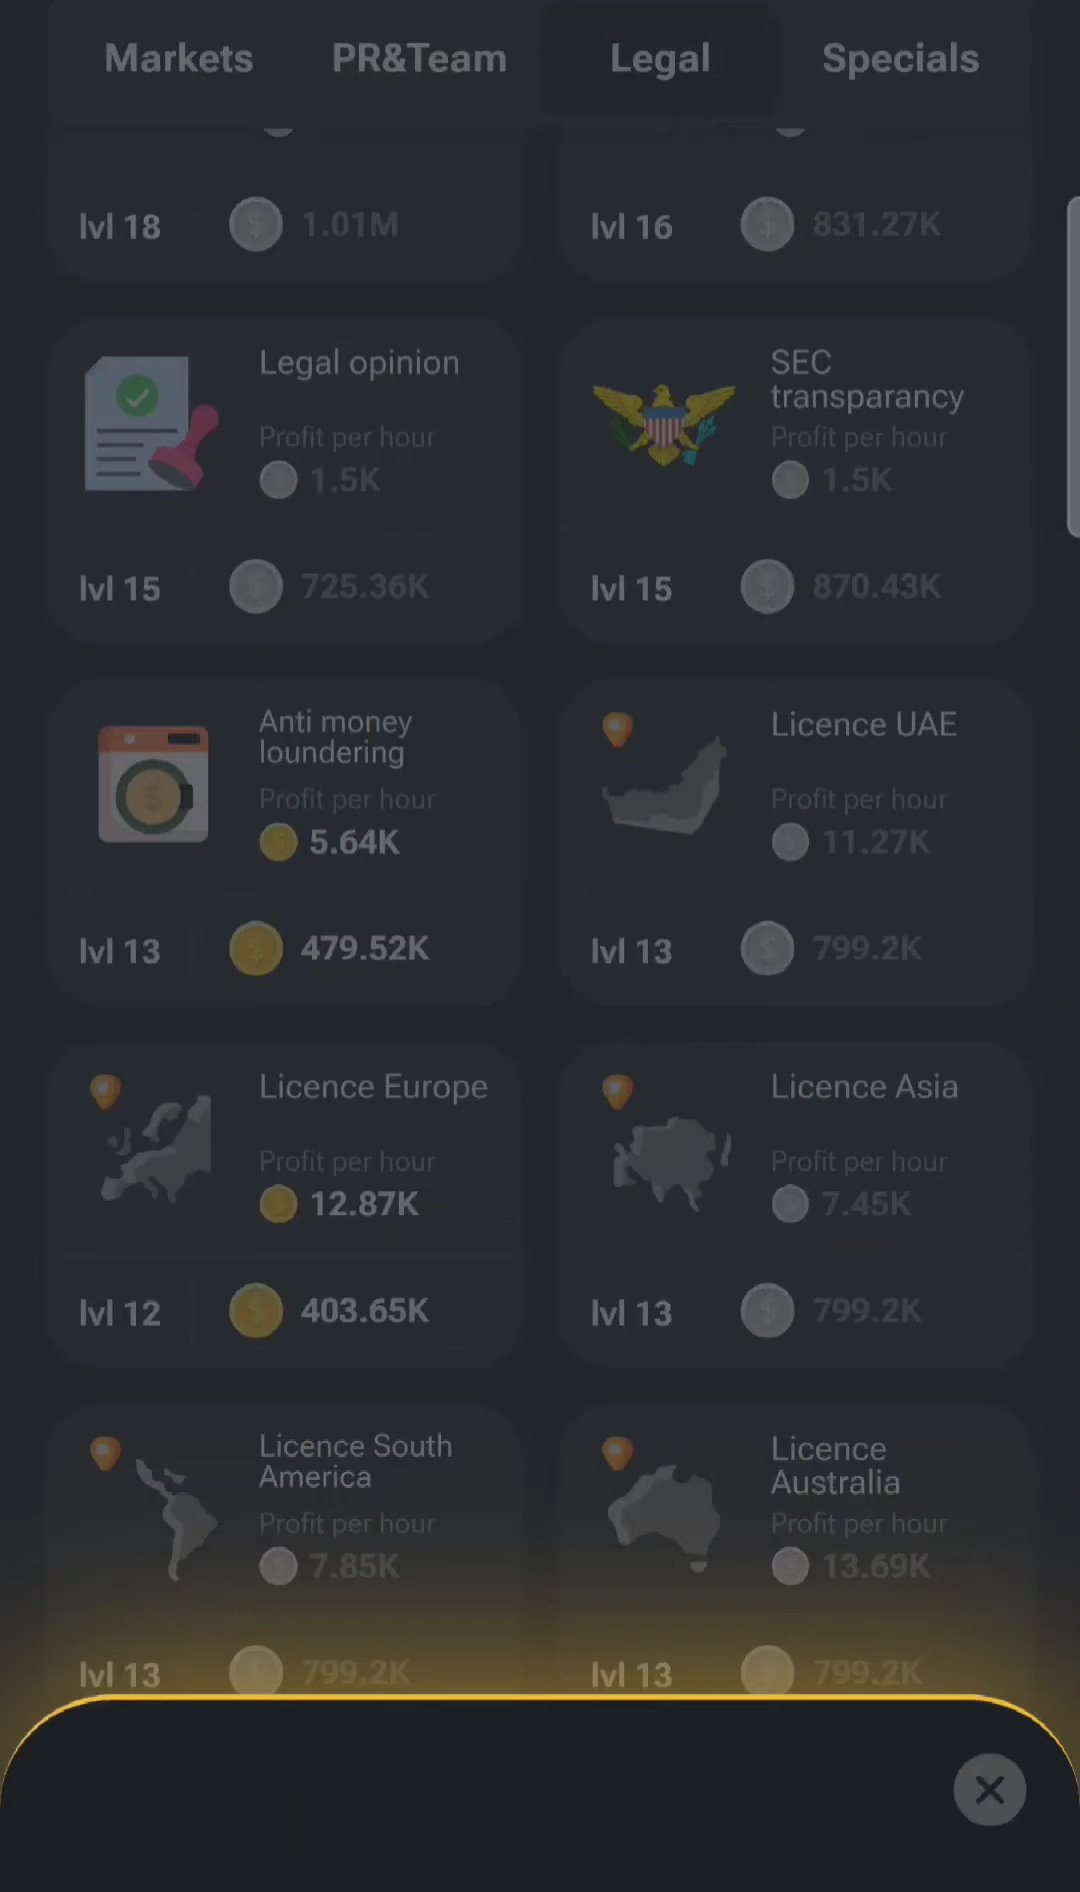 Markets PR&Team Legal Specials
lvl 18 1.01M lvl 16 831.27K
Legal opinion
Profit per hour
1.5K
lvl 15 725.36K
SEC
transparancy
Profit per hour
1.5K
lvl 15 870.43K
Anti money
loundering
Profit per hour
5.64K
lvl 13 479.52K
Licence UAE
Profit per hour
11.27K
lvl 13 799.2K
Licence Europe
Profit per hour
12.87K
lvl 12 403.65K
Licence Asia
Profit per hour
7.45K
lvl 13 799.2K
Licence South
America
Profit per hour
7.85K
lvl 13 799.2K
Licence
Australia
Profit per hour
13.69K
lvl 13 799.2K